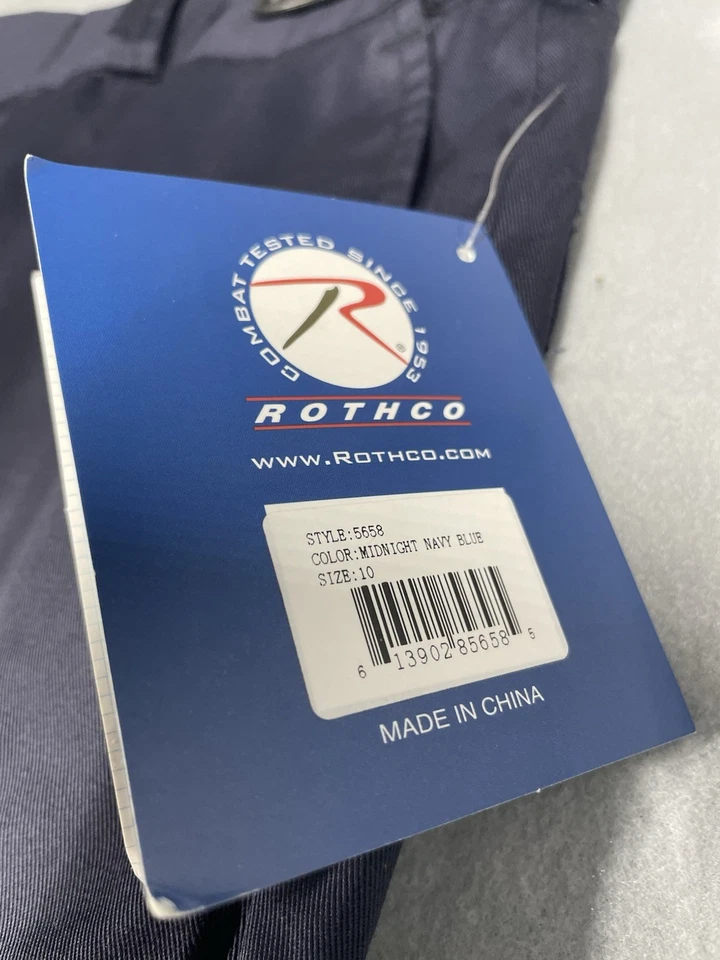 COMBAT TESTED SINCE 1953
R
®
ROTHCO
WWW.ROTHCO.COM
STYLE:5658
COLOR:MIDNIGHT NAVY BLUE
SIZE:10
6 13902 85658 5
MADE IN CHINA